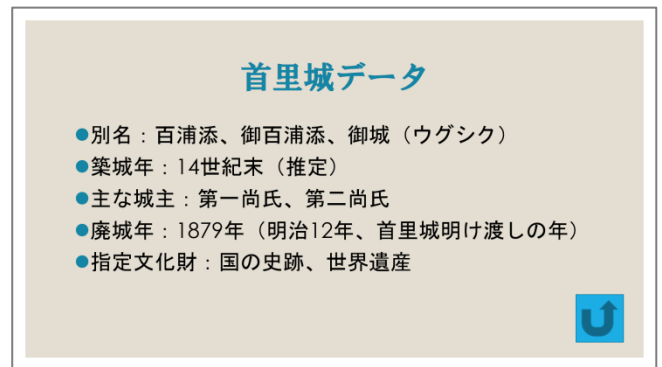 首里城データ
●別名：百浦添、御百浦添、御城（ウグシク）
●築城年：14世紀末（推定）
●主な城主：第一尚氏、第二尚氏
●廃城年：1879年（明治12年、首里城明け渡しの年）
●指定文化財：国の史跡、世界遺産